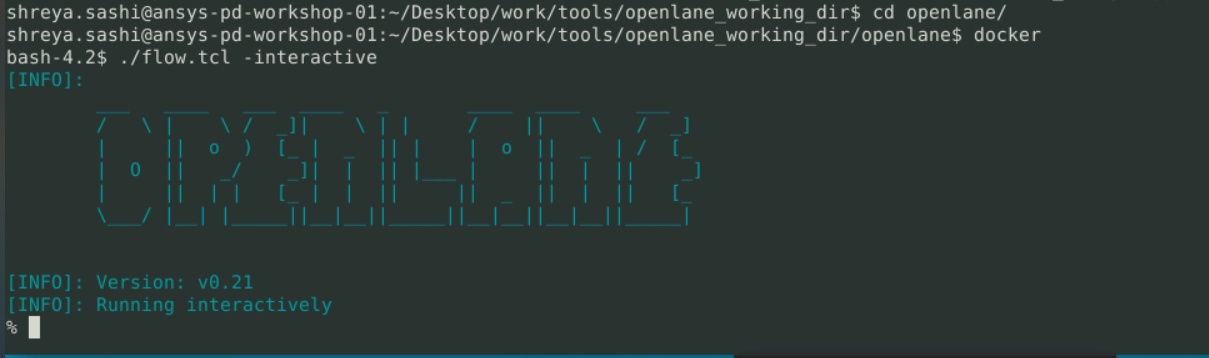 shreya.sashi@ansys-pd-workshop-01:~/Desktop/work/tools/openlane_working_dir$ cd openlane/
shreya.sashi@ansys-pd-workshop-01:~/Desktop/work/tools/openlane_working_dir/openlane$ docker
bash-4.2$ ./flow.tcl -interactive
[INFO]:
OPENLANE
[INFO]: Version: v0.21
[INFO]: Running interactively
%